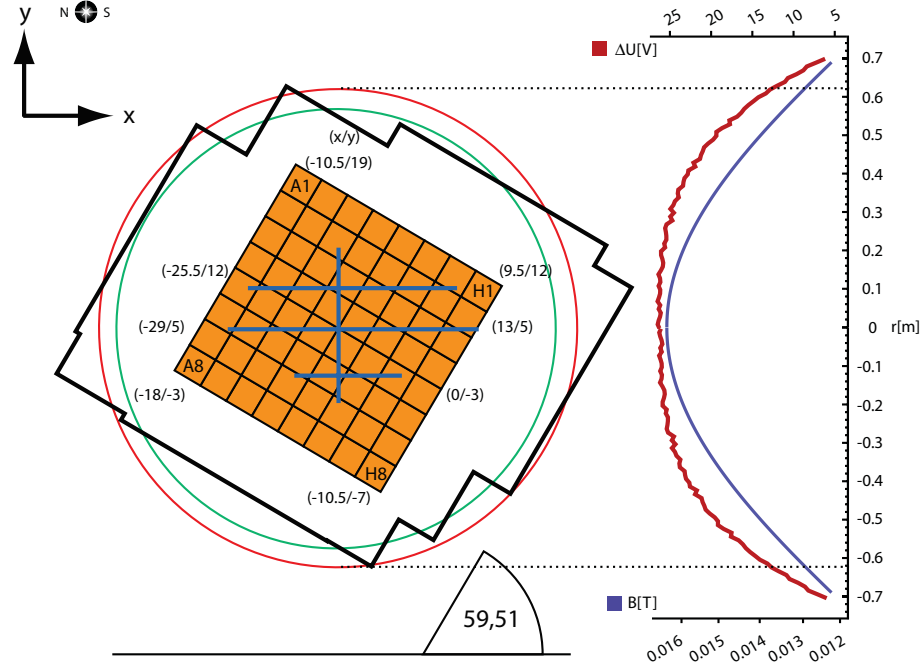 y
N S
x
25 20 15 10 5
ΔU[V]
0.7
0.6
0.5
0.4
0.3
0.2
0.1
0 r[m]
-0.1
-0.2
-0.3
-0.4
-0.5
-0.6
-0.7
(x/y)
(-10.5/19)
A1
(-25.5/12)
(9.5/12)
H1
(-29/5)
(13/5)
A8
(-18/-3)
(0/-3)
H8
(-10.5/-7)
59,51
B[T]
0.016 0.015 0.014 0.013 0.012